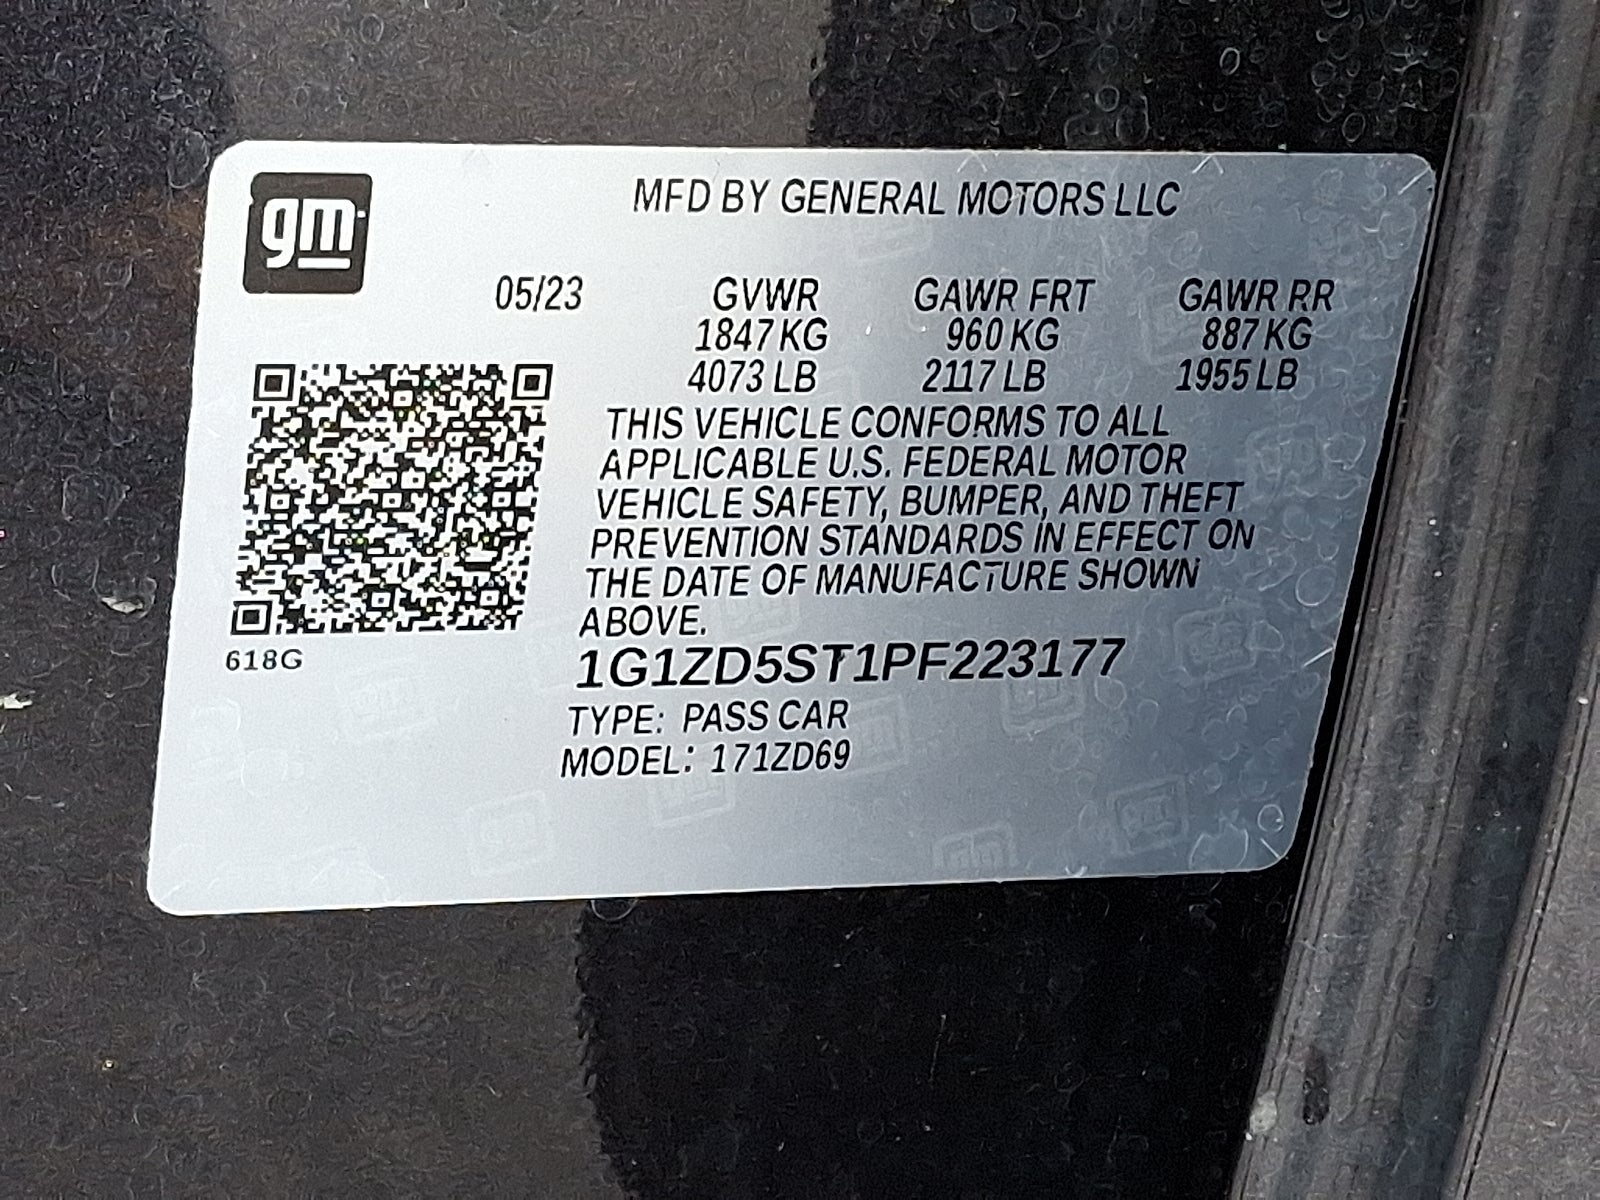 gm
MFD BY GENERAL MOTORS LLC
05/23 GVWR GAWR FRT GAWR RR
1847 KG 960 KG 887 KG
4073 LB 2117 LB 1955 LB
THIS VEHICLE CONFORMS TO ALL
APPLICABLE U.S. FEDERAL MOTOR
VEHICLE SAFETY, BUMPER, AND THEFT
PREVENTION STANDARDS IN EFFECT ON
THE DATE OF MANUFACTURE SHOWN
ABOVE.
618G
1G1ZD5ST1PF223177
TYPE: PASS CAR
MODEL: 171ZD69